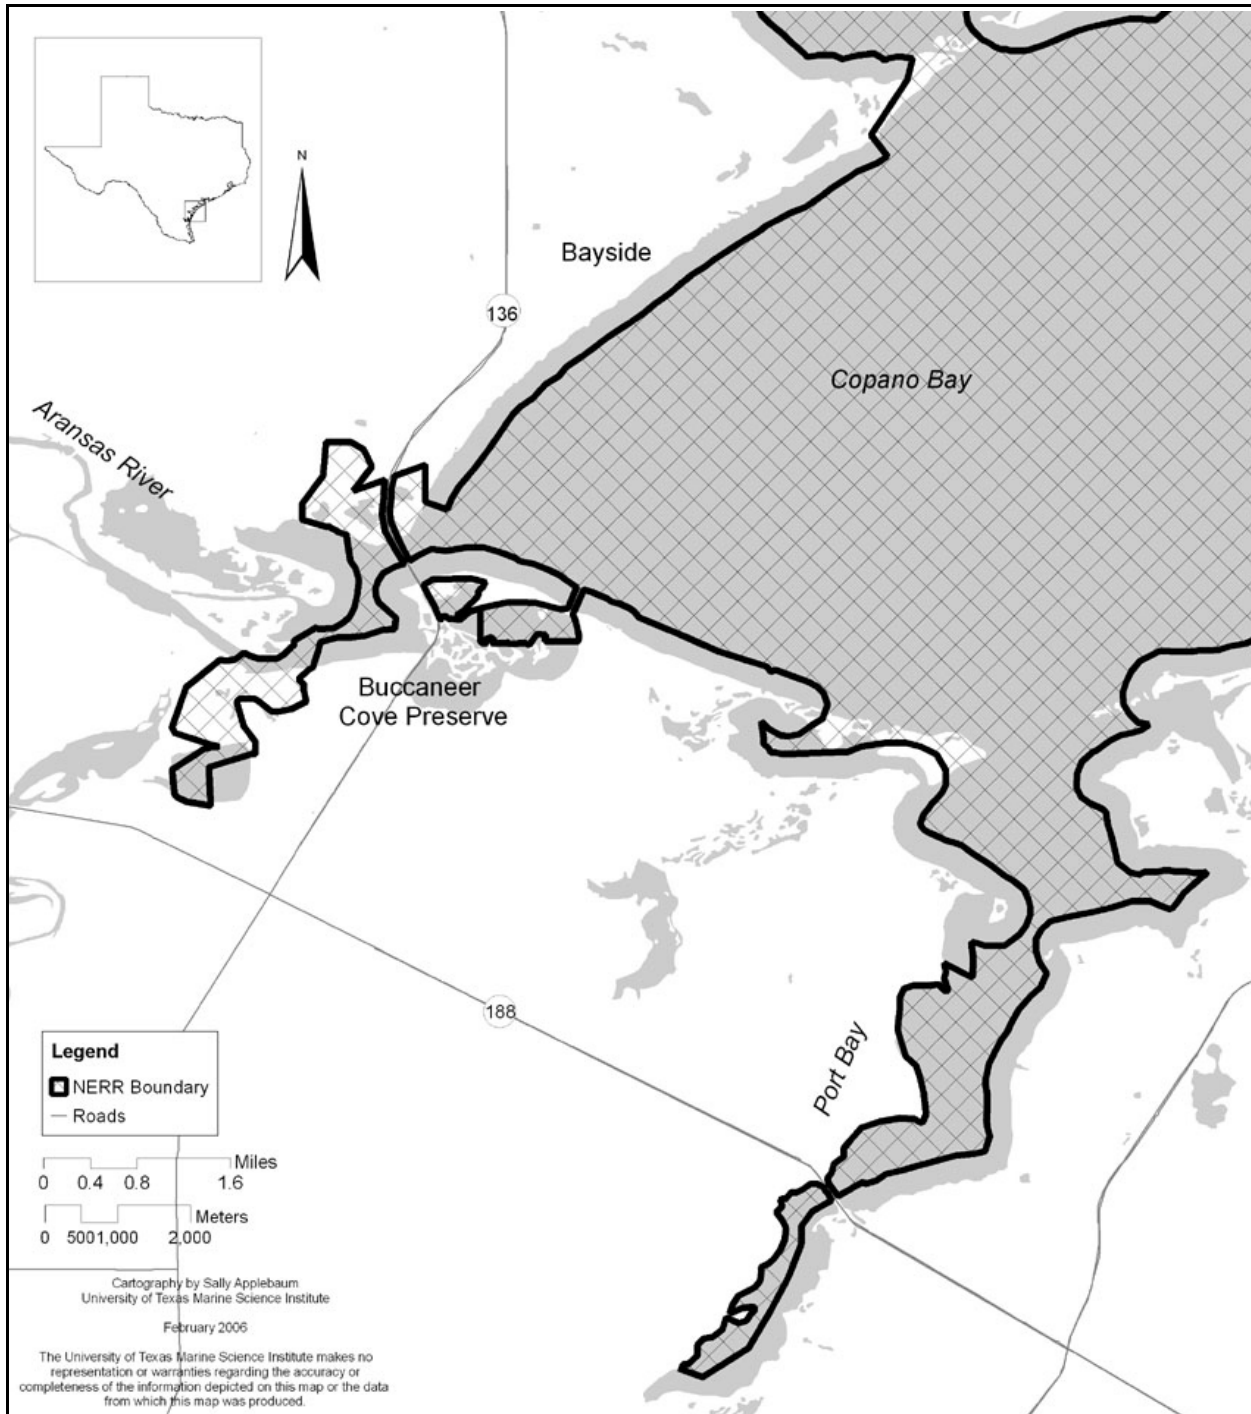 N
Bayside
136
Copano Bay
Aransas River
Buccaneer
Cove Preserve
188
Port Bay
Legend
NERR Boundary
Roads
Miles
0 0.4 0.8 1.6
Meters
0 500 1,000 2,000
Cartography by Sally Applebaum
University of Texas Marine Science Institute
February 2006
The University of Texas Marine Science Institute makes no
representation or warranties regarding the accuracy or
completeness of the information depicted on this map or the data
from which this map was produced.